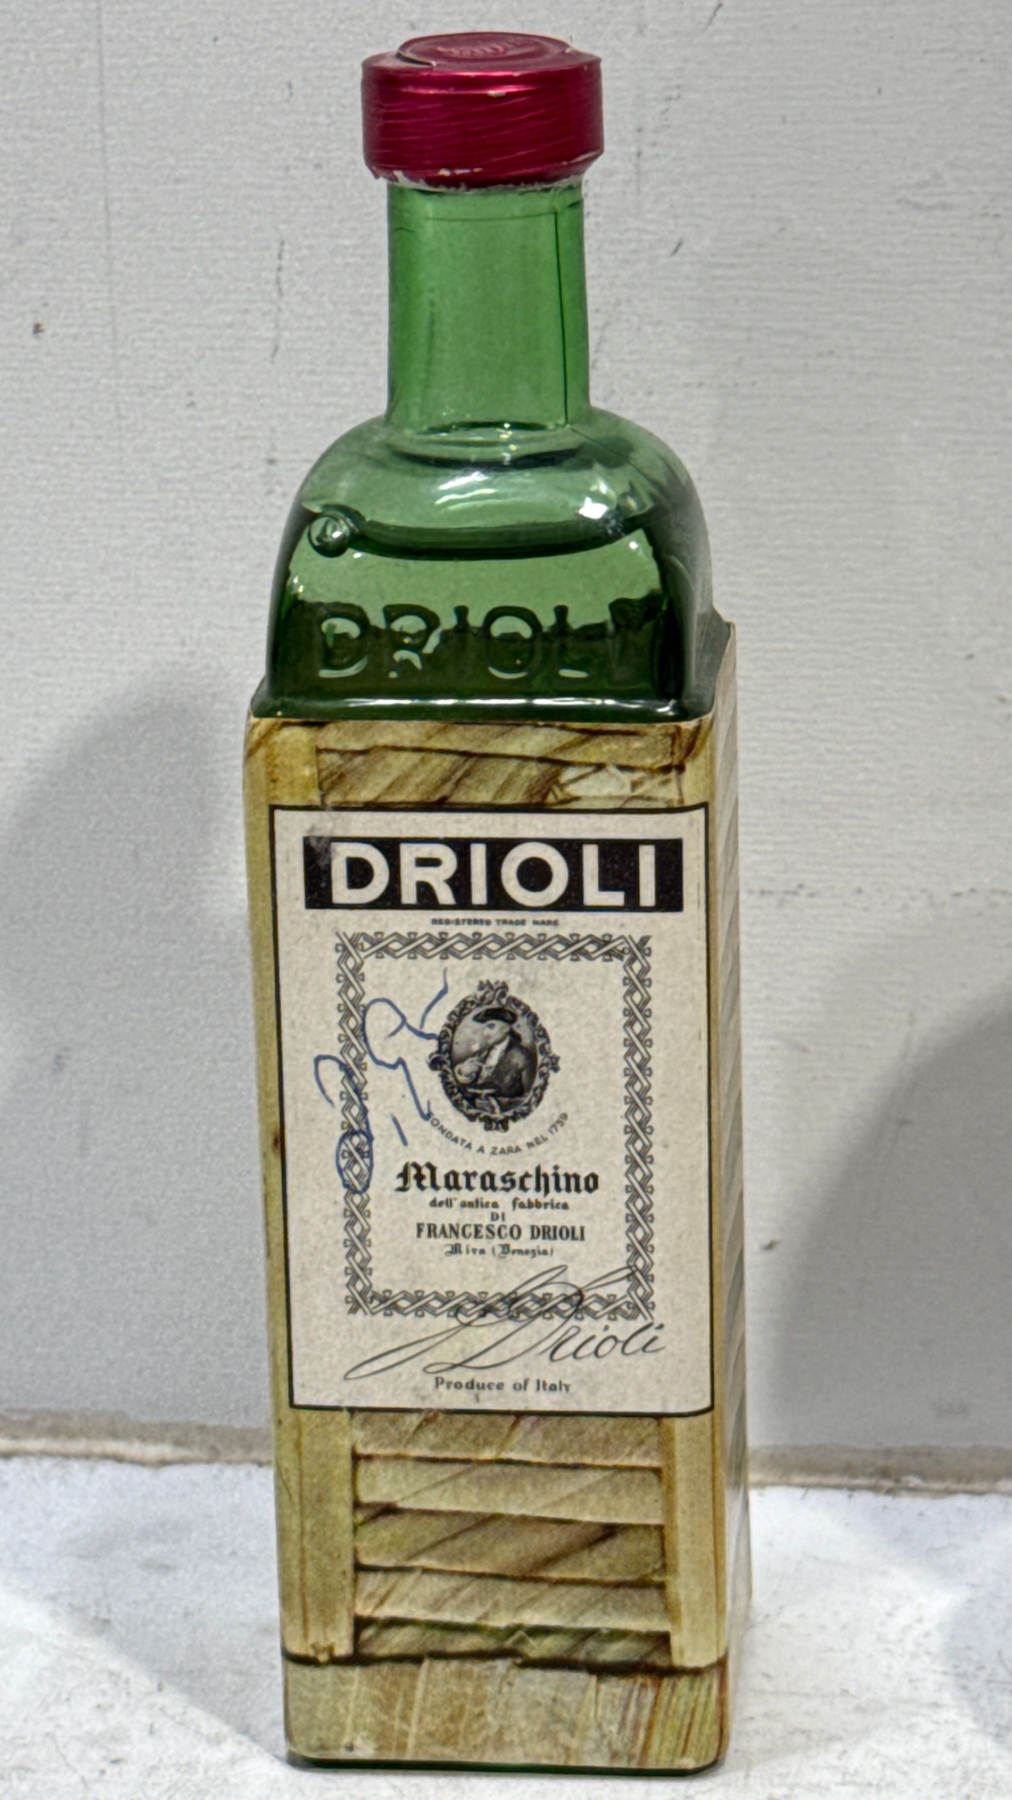 DRIOLI
DRIOLI
REGISTERED TRADE MARK
FONDATA A ZARA NEL 1759
Maraschino
dell'antica fabbrica
DI
FRANCESCO DRIOLI
Mira (Venezia)
Drioli
Produce of Italy